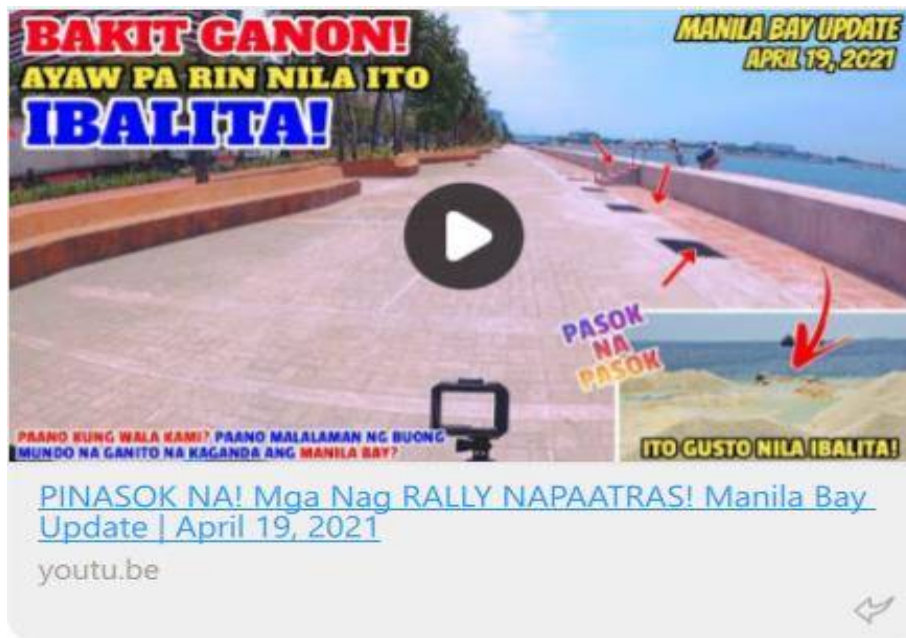 BAKIT GANON!
AYAW PA RIN NILA ITO
IBALITA!
MANILA BAY UPDATE
APRIL 19, 2021
PASOK
NA
PASOK
PAANO KUNG WALA KAMI? PAANO MALALAMAN NG BUONG
MUNDO NA GANITO NA KAGANDA ANG MANILA BAY?
ITO GUSTO NILA IBALITA!
PINASOK NA! Mga Nag RALLY NAPAATRAS! Manila Bay
Update | April 19, 2021
youtu.be